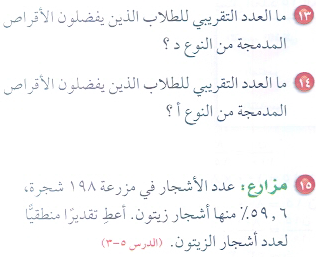 ١٣ ما العدد التقريبي للطلاب الذين يفضلون الأقراص
المدمجة من النوع د ؟
١٤ ما العدد التقريبي للطلاب الذين يفضلون الأقراص
المدمجة من النوع أ ؟
١٥ مزارع: عدد الأشجار في مزرعة ١٩٨ شجرة،
٥٩,٦٪ منها أشجار زيتون. أعطِ تقديرًا منطقيًّا
لعدد أشجار الزيتون. (الدرس ٥-٣)